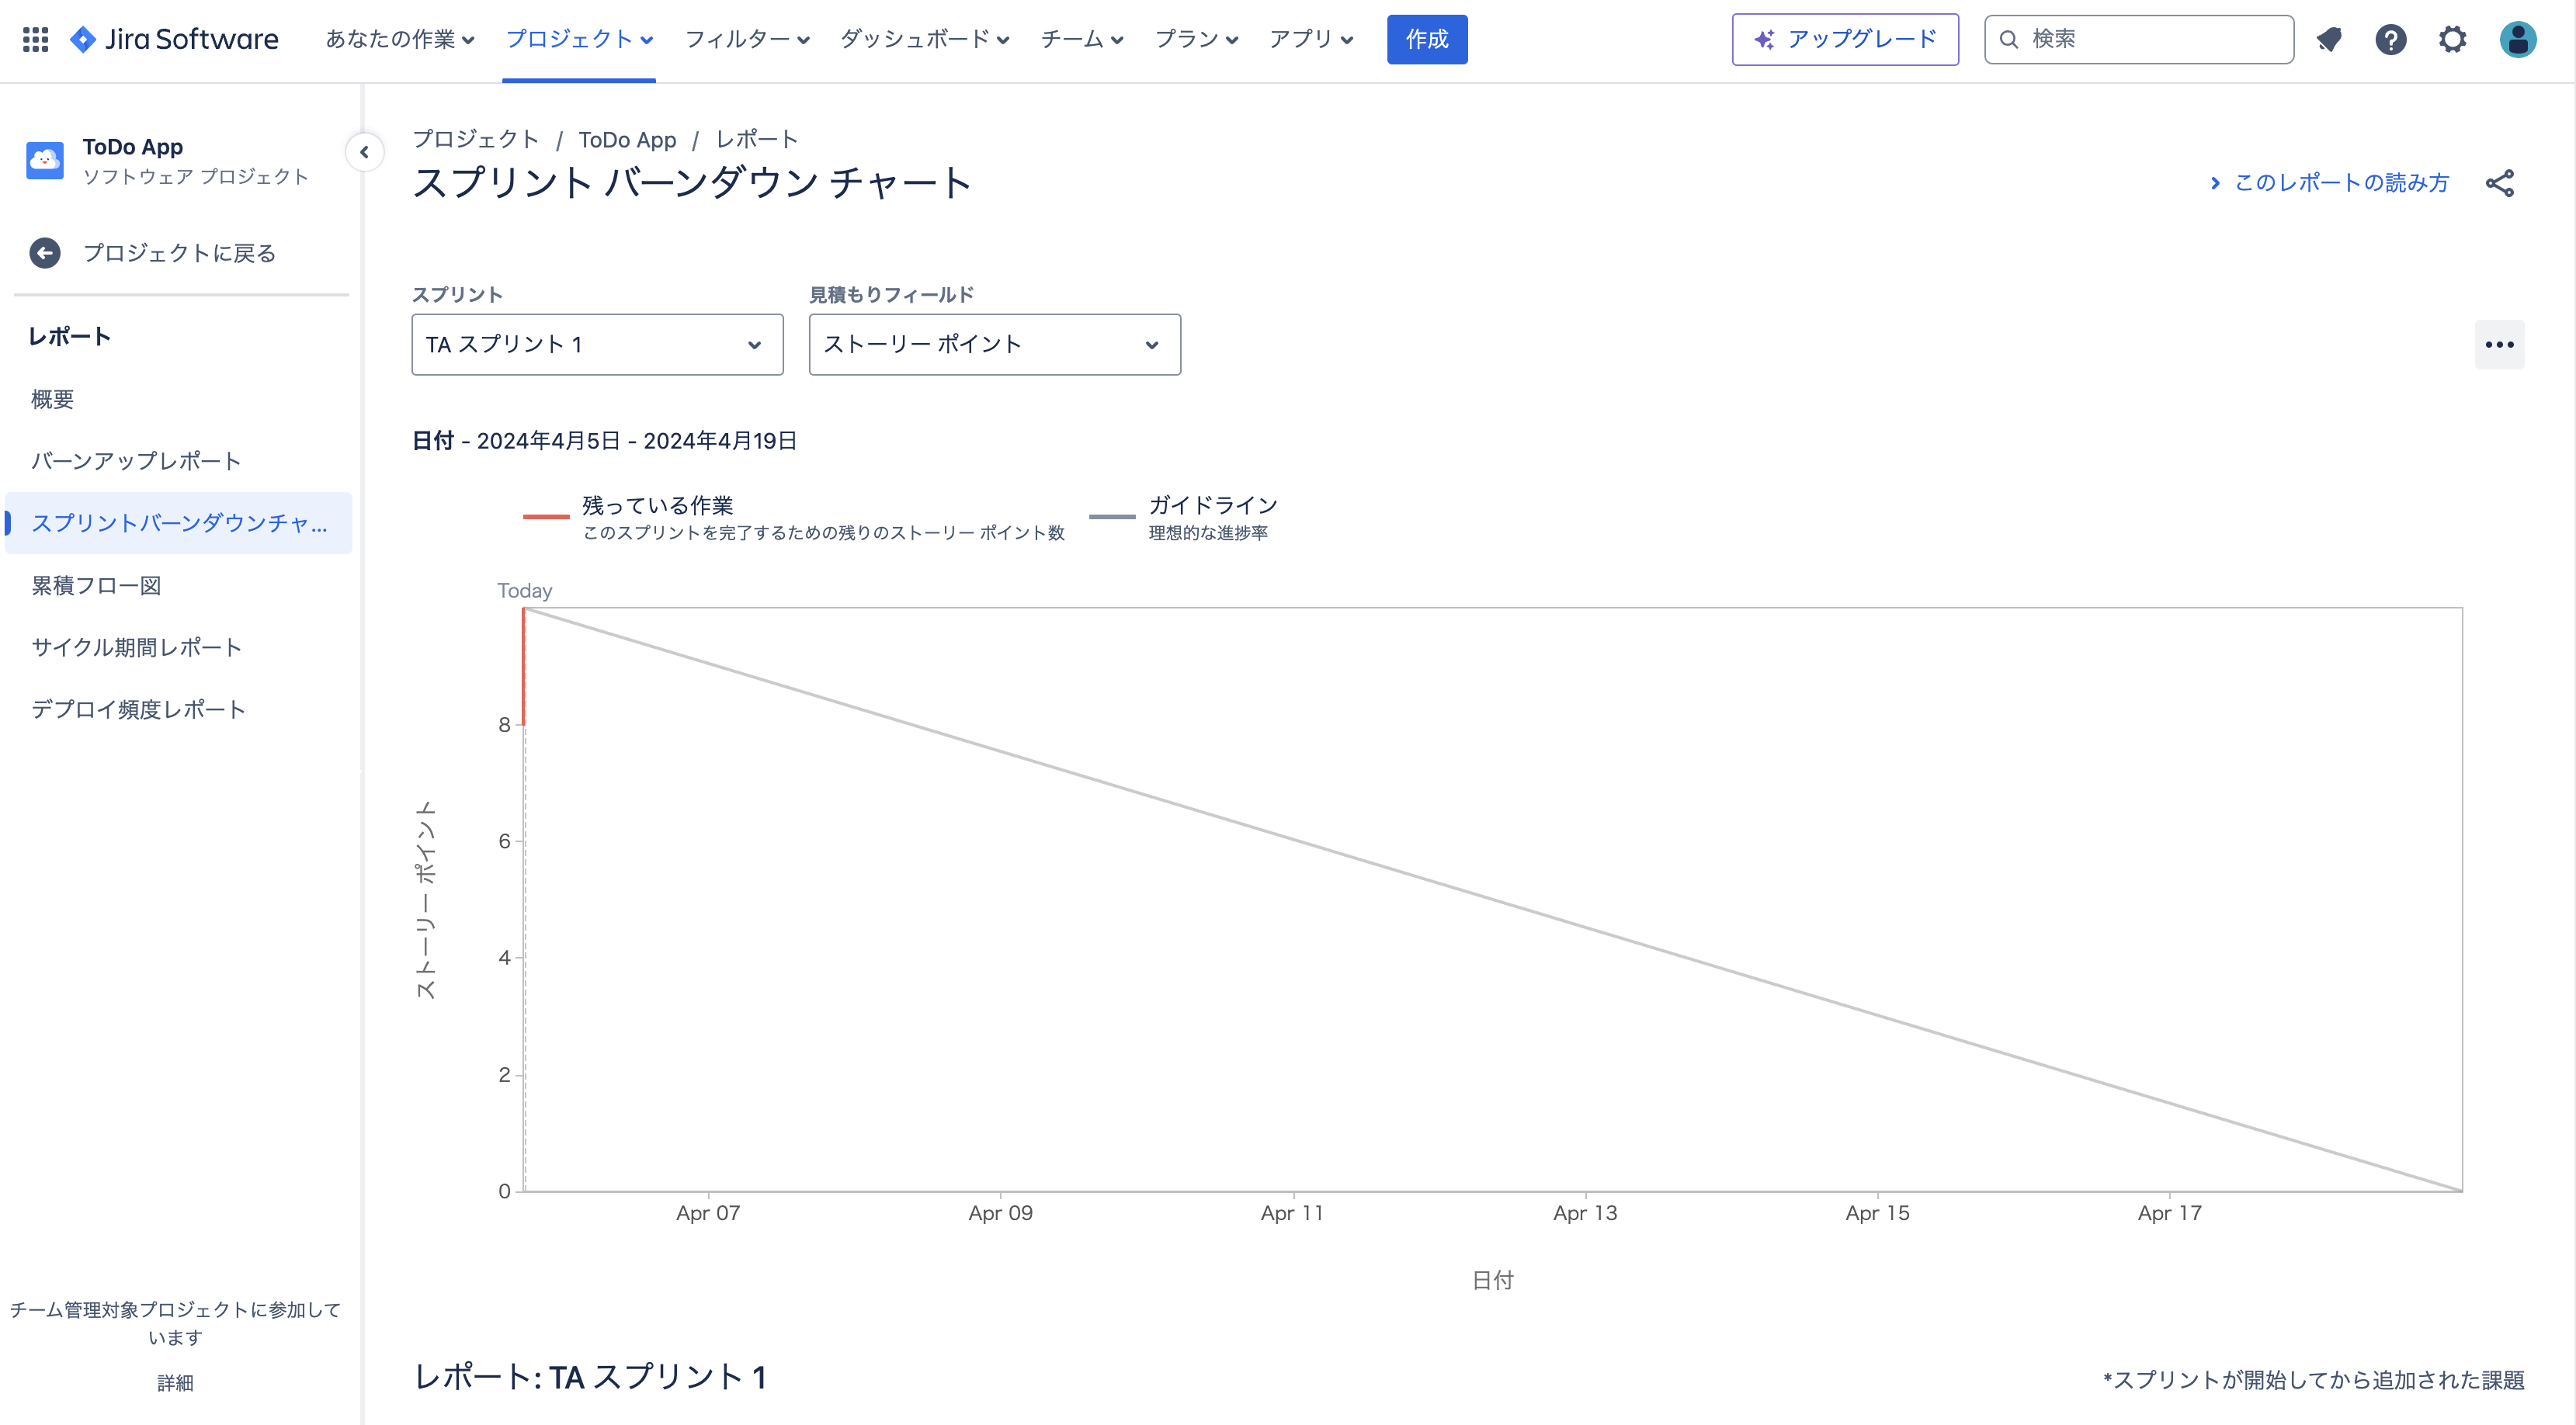 Jira Software
あなたの作業
プロジェクト
フィルター
ダッシュボード
チーム
プラン
アプリ
作成
アップグレード
検索
ToDo App
ソフトウェア プロジェクト
プロジェクトに戻る
レポート
概要
バーンアップレポート
スプリントバーンダウンチャ...
累積フロー図
サイクル期間レポート
デプロイ頻度レポート
チーム管理対象プロジェクトに参加して
います
詳細
プロジェクト / ToDo App / レポート
スプリント バーンダウン チャート
このレポートの読み方
スプリント
TA スプリント 1
見積もりフィールド
ストーリー ポイント
日付 - 2024年4月5日 - 2024年4月19日
残っている作業
このスプリントを完了するための残りのストーリー ポイント数
ガイドライン
理想的な進捗率
Today
8
6
4
2
0
ストーリー ポイント
Apr 07
Apr 09
Apr 11
Apr 13
Apr 15
Apr 17
日付
レポート: TA スプリント 1
*スプリントが開始してから追加された課題